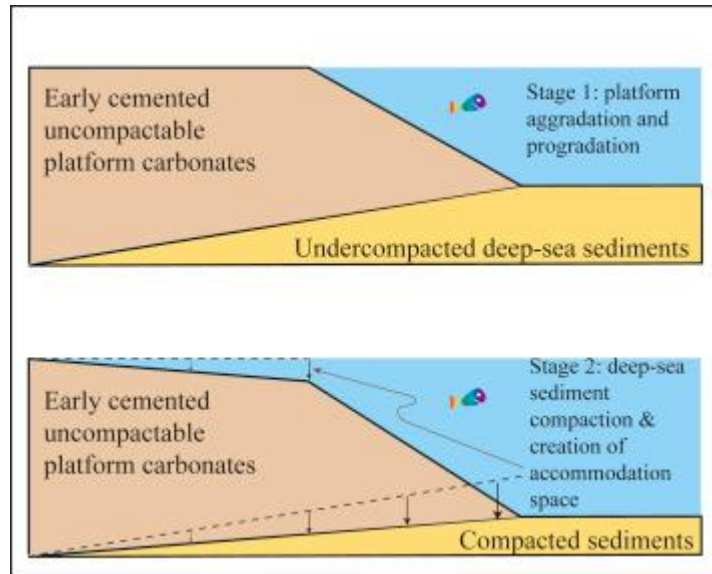 Early cemented
uncompactable
platform carbonates
Stage 1: platform
aggradation and
progradation
Undercompacted deep-sea sediments
Early cemented
uncompactable
platform carbonates
Stage 2: deep-sea
sediment
compaction &
creation of
accommodation
space
Compacted sediments